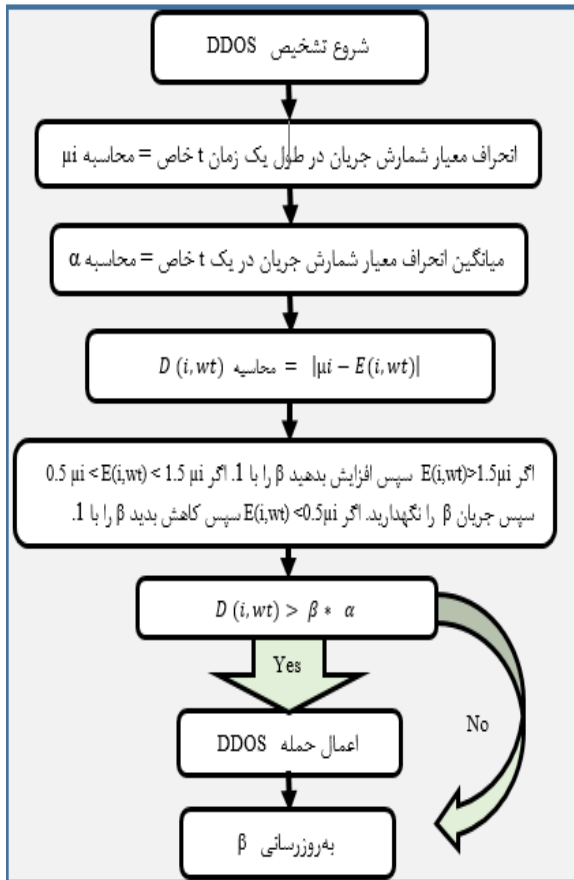 شروع تشخیص DDOS
انحراف معیار شمارش جریان در طول یک زمان t خاص = محاسبه μi
میانگین انحراف معیار شمارش جریان در یک t خاص = محاسبه α
محاسبه D (i, wt) = |μi − E(i, wt)|
اگر E(i,wt)>1.5μi سپس افزایش بدهید β را با 1. اگر 0.5 μi < E(i,wt) < 1.5 μi
سپس جریان β را نگهدارید. اگر E(i,wt) <0.5μi سپس کاهش بدید β را با 1.
D (i, wt) > β * α
Yes
No
اعمال حمله DDOS
به‌روزرسانی β